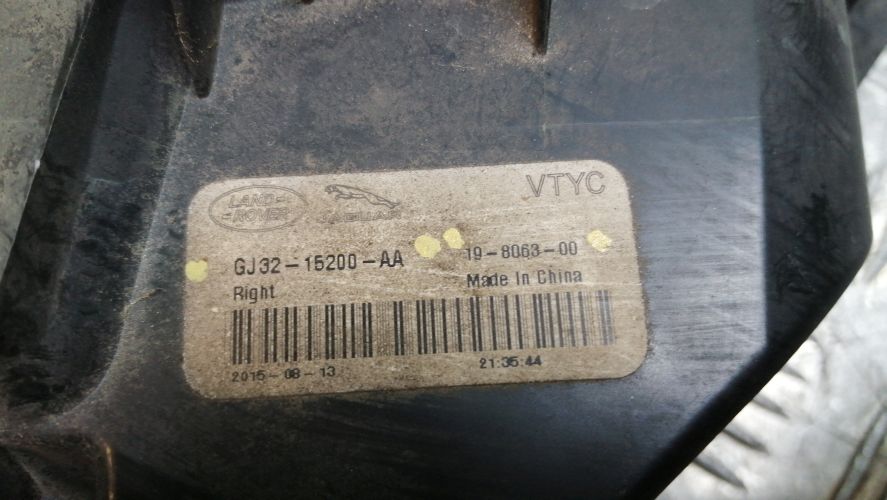 LAND-
-ROVER
JAGUAR
VTYC
GJ32-15200-AA
19-8063-00
Right
Made In China
2015-08-13
21:35:44